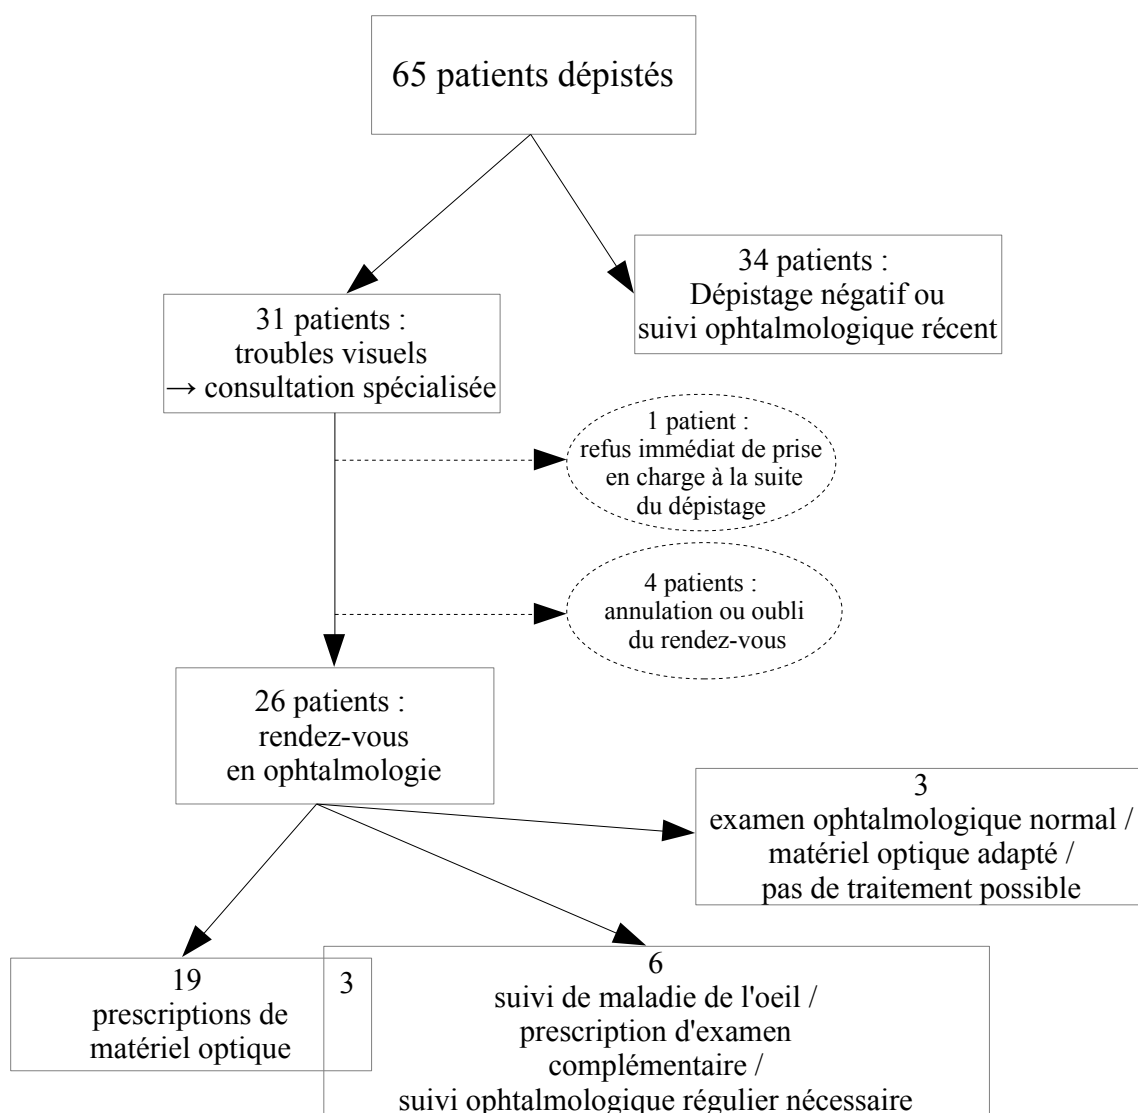 65 patients dépistés
34 patients :
Dépistage négatif ou
suivi ophtalmologique récent
31 patients :
troubles visuels
→ consultation spécialisée
1 patient :
refus immédiat de prise
en charge à la suite
du dépistage
4 patients :
annulation ou oubli
du rendez-vous
26 patients :
rendez-vous
en ophtalmologie
3
examen ophtalmologique normal /
matériel optique adapté /
pas de traitement possible
19
prescriptions de
matériel optique
3
6
suivi de maladie de l'oeil /
prescription d'examen
complémentaire /
suivi ophtalmologique régulier nécessaire